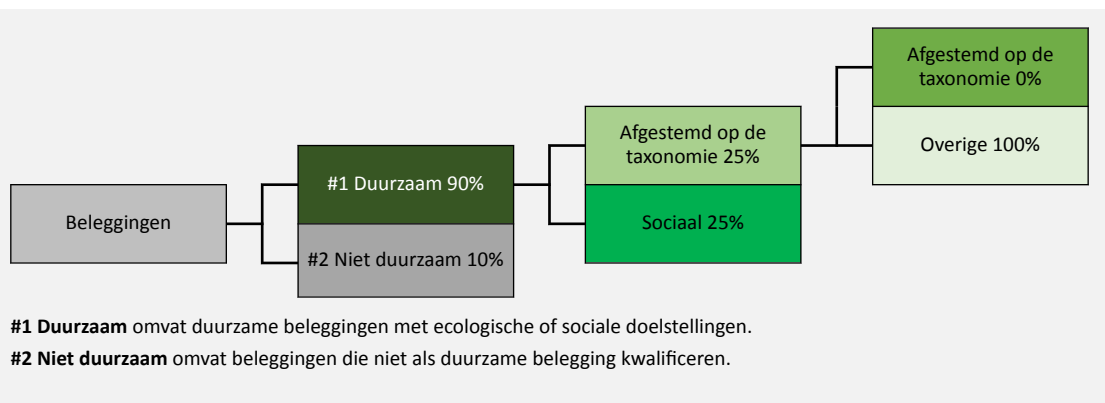 Afgestemd op de
taxonomie 0%
Afgestemd op de
taxonomie 25%
Overige 100%
#1 Duurzaam 90%
Beleggingen
Sociaal 25%
#2 Niet duurzaam 10%
#1 Duurzaam omvat duurzame beleggingen met ecologische of sociale doelstellingen.
#2 Niet duurzaam omvat beleggingen die niet als duurzame belegging kwalificeren.